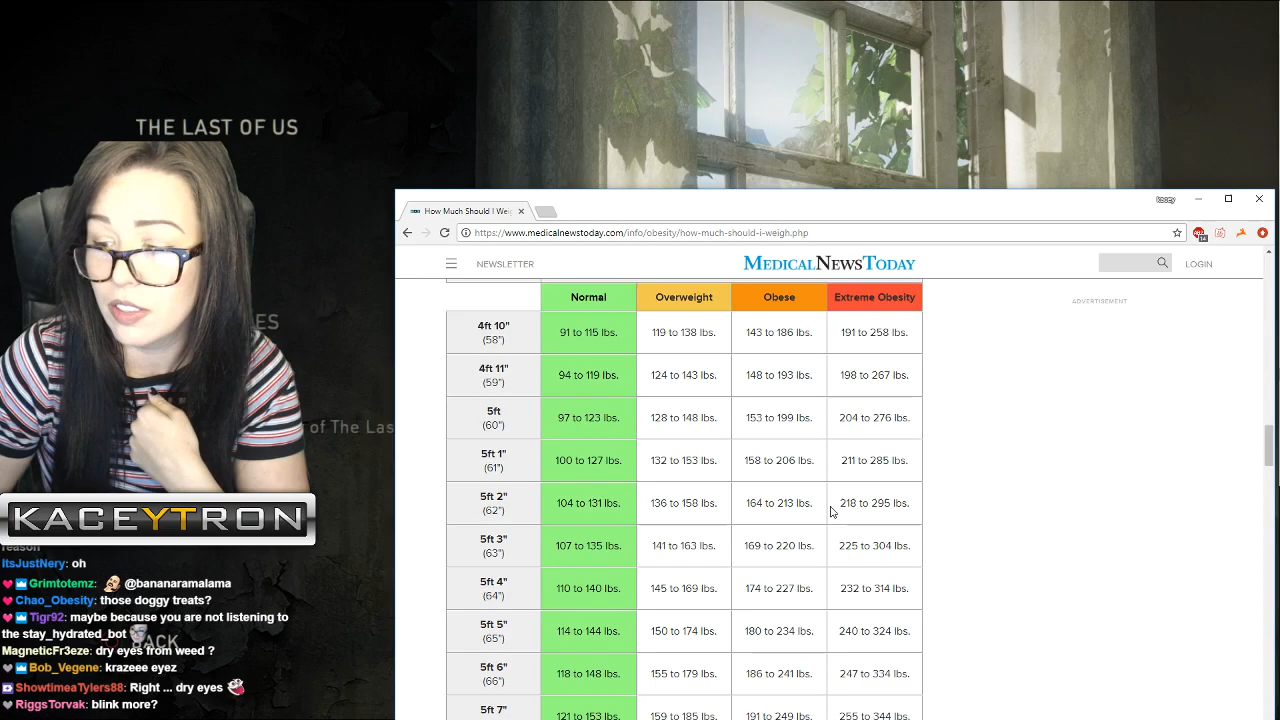 THE LAST OF US
ES
of The Las
BACK
KACEYTRON
reason
ItsJustNery: oh
Grimtotemz: @bananaramalama
Chao_Obesity: those doggy treats?
Tigr92: maybe because you are not listening to
the stay_hydrated_bot
MagneticFr3eze: dry eyes from weed ?
Bob_Vegene: krazeee eyez
ShowtimeaTylers88: Right ... dry eyes
RiggsTorvak: blink more?
How Much Should I Wei
https://www.medicalnewstoday.com/info/obesity/how-much-should-i-weigh.php
14
NEWSLETTER
MEDICALNEWSTODAY
LOGIN
ADVERTISEMENT
Normal Overweight Obese Extreme Obesity
4ft 10" (58") 91 to 115 lbs. 119 to 138 lbs. 143 to 186 lbs. 191 to 258 lbs.
4ft 11" (59") 94 to 119 lbs. 124 to 143 lbs. 148 to 193 lbs. 198 to 267 lbs.
5ft (60") 97 to 123 lbs. 128 to 148 lbs. 153 to 199 lbs. 204 to 276 lbs.
5ft 1" (61") 100 to 127 lbs. 132 to 153 lbs. 158 to 206 lbs. 211 to 285 lbs.
5ft 2" (62") 104 to 131 lbs. 136 to 158 lbs. 164 to 213 lbs. 218 to 295 lbs.
5ft 3" (63") 107 to 135 lbs. 141 to 163 lbs. 169 to 220 lbs. 225 to 304 lbs.
5ft 4" (64") 110 to 140 lbs. 145 to 169 lbs. 174 to 227 lbs. 232 to 314 lbs.
5ft 5" (65") 114 to 144 lbs. 150 to 174 lbs. 180 to 234 lbs. 240 to 324 lbs.
5ft 6" (66") 118 to 148 lbs. 155 to 179 lbs. 186 to 241 lbs. 247 to 334 lbs.
5ft 7" 121 to 153 lbs. 159 to 185 lbs. 191 to 249 lbs. 255 to 344 lbs.